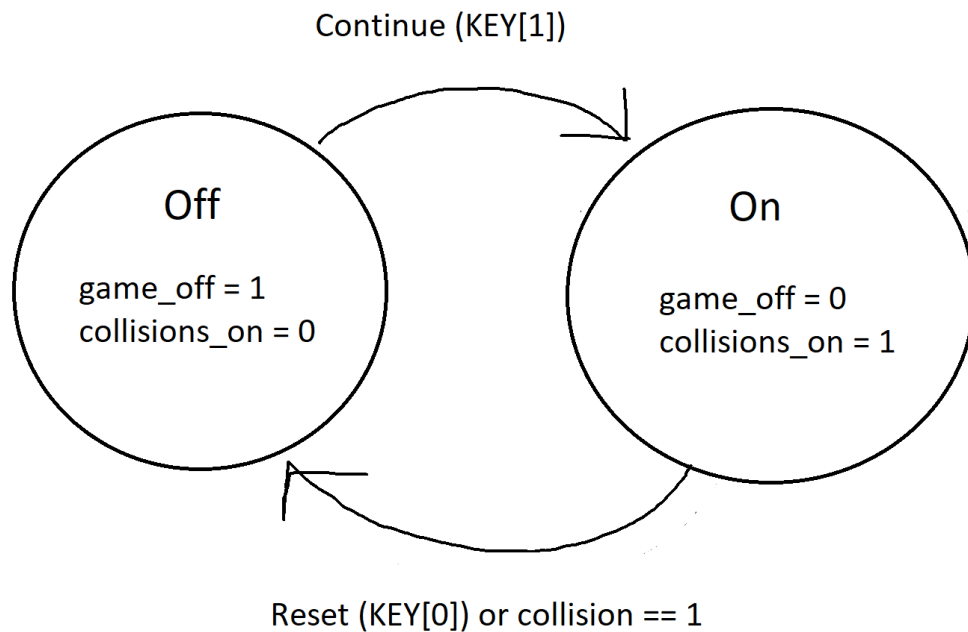 Continue (KEY[1])
Off
game_off = 1
collisions_on = 0
On
game_off = 0
collisions_on = 1
Reset (KEY[0]) or collision == 1